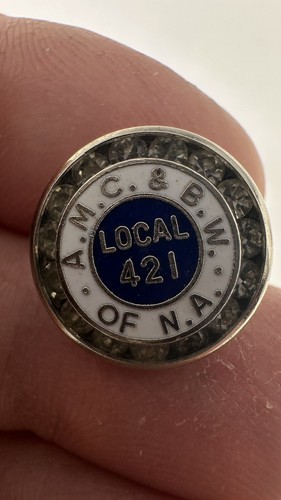 A.M.C. & B.W.
OF N.A.
LOCAL
421